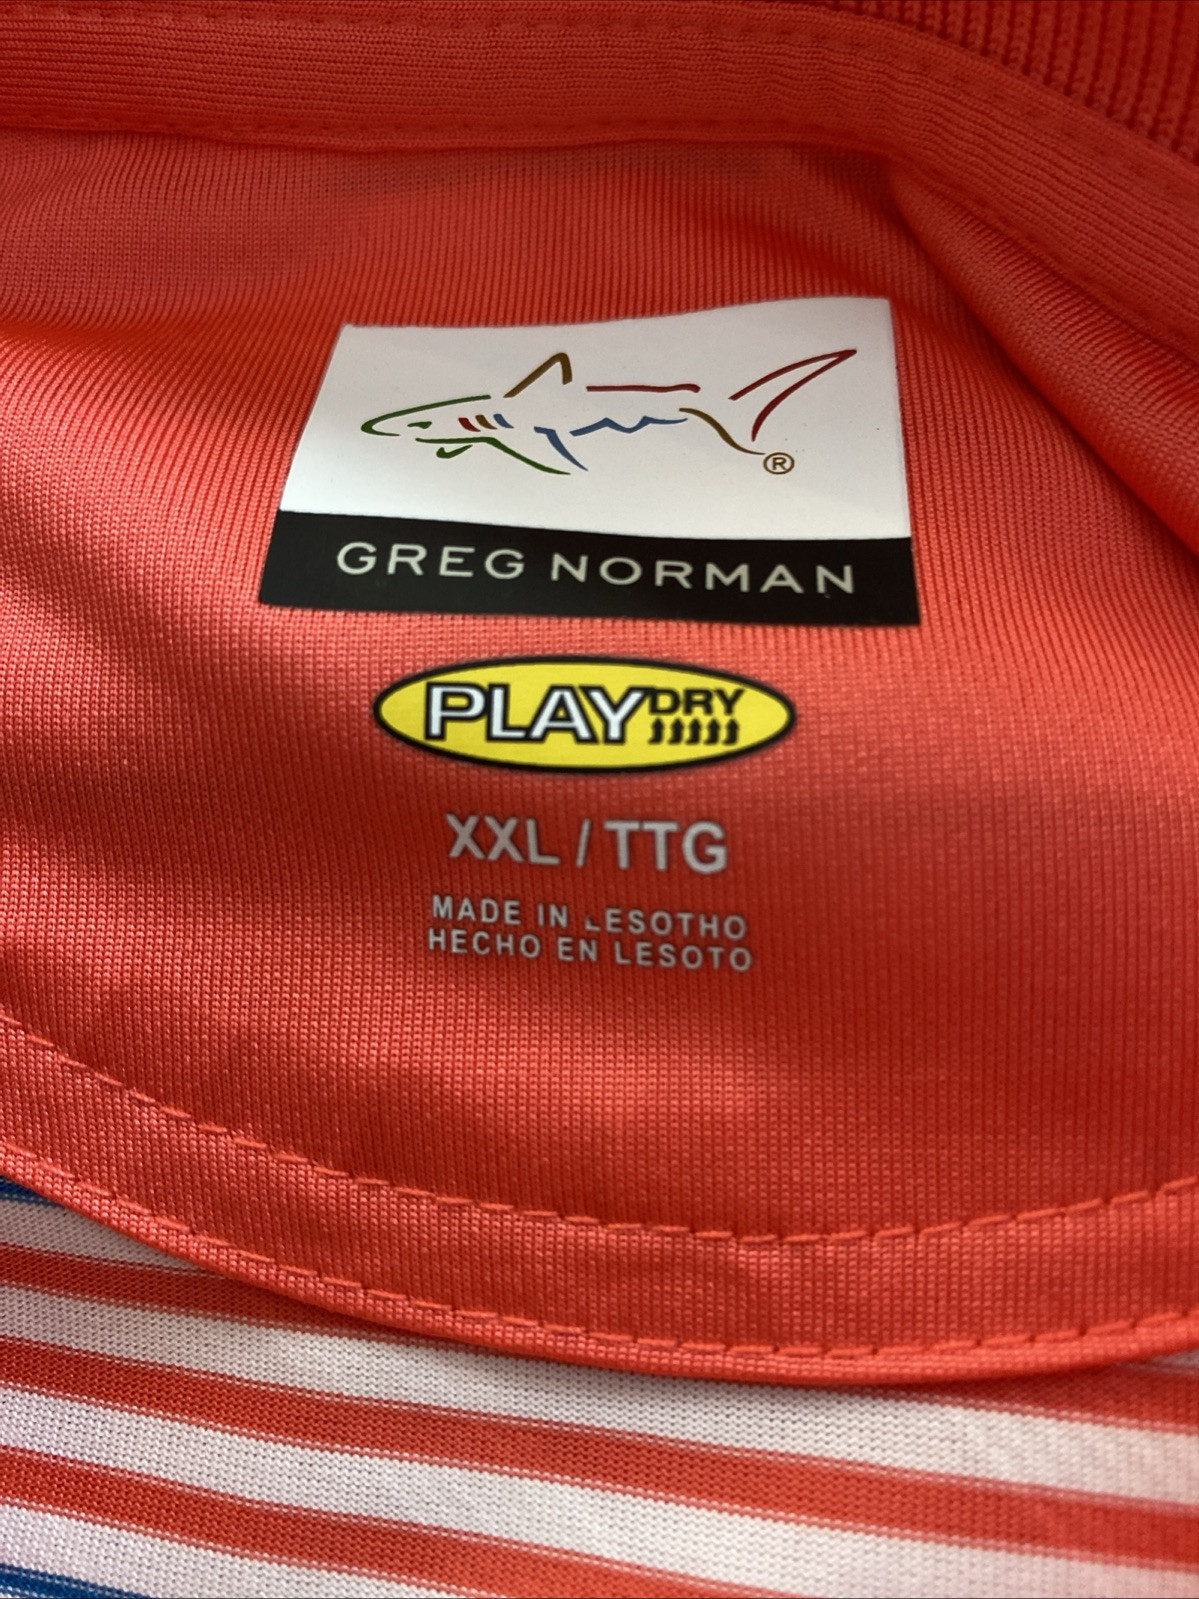 ®
GREG NORMAN
PLAYDRY
XXL / TTG
MADE IN LESOTHO
HECHO EN LESOTO